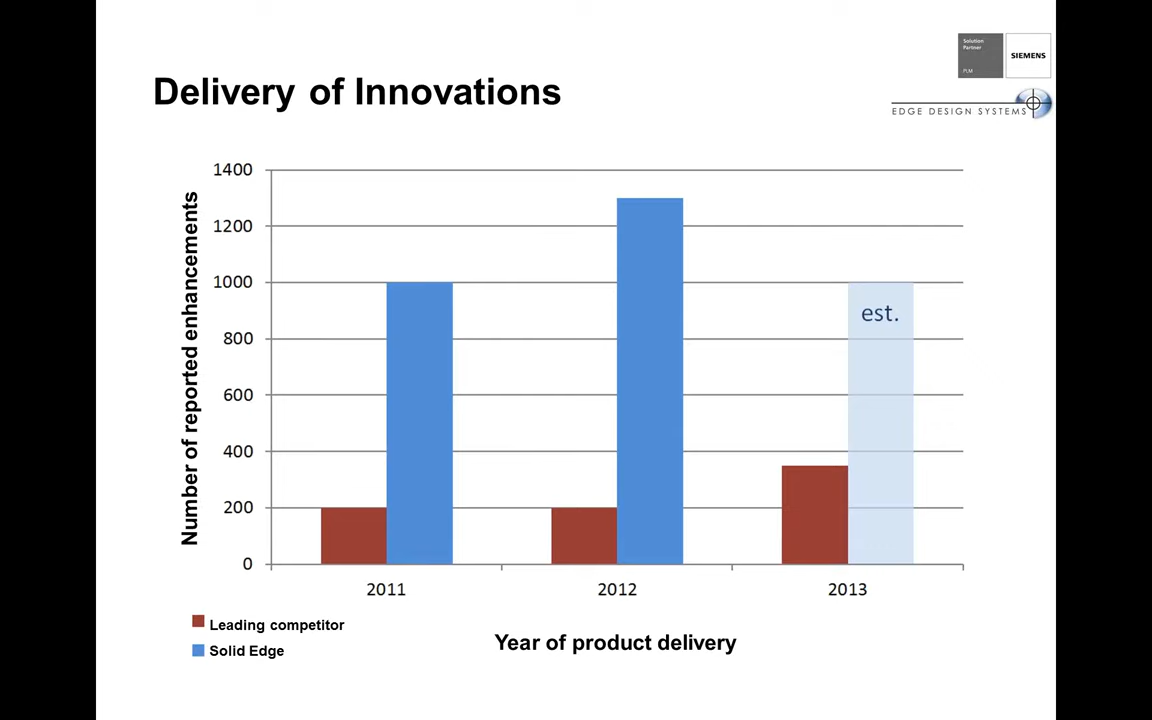 Solution
Partner
PLM
SIEMENS
Delivery of Innovations
EDGE DESIGN SYSTEMS
Number of reported enhancements
1400
1200
1000
800
600
400
200
0
est.
2011
2012
2013
Leading competitor
Solid Edge
Year of product delivery